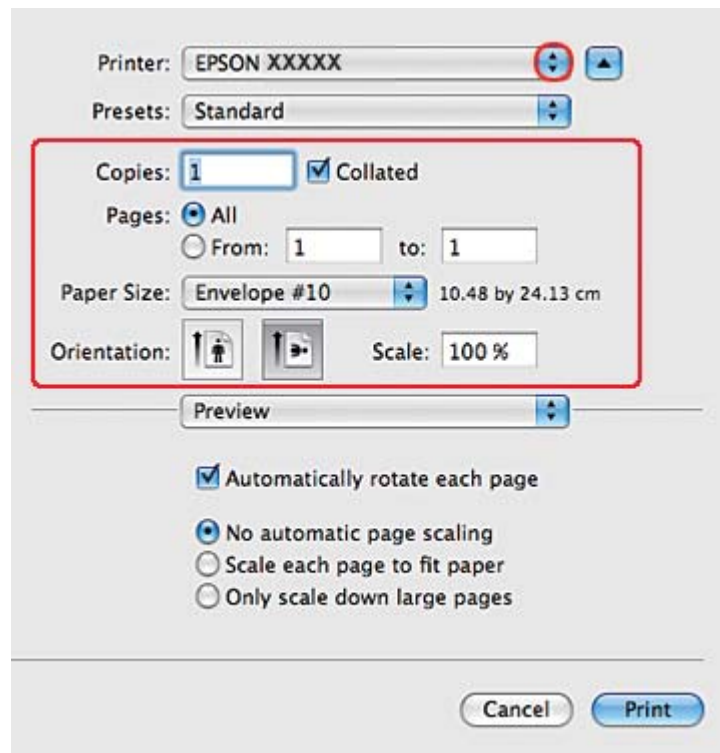 Printer: EPSON XXXXX
Presets: Standard
Copies: 1 Collated
Pages: All
From: 1 to: 1
Paper Size: Envelope #10 10.48 by 24.13 cm
Orientation: Scale: 100 %
Preview
Automatically rotate each page
No automatic page scaling
Scale each page to fit paper
Only scale down large pages
Cancel Print